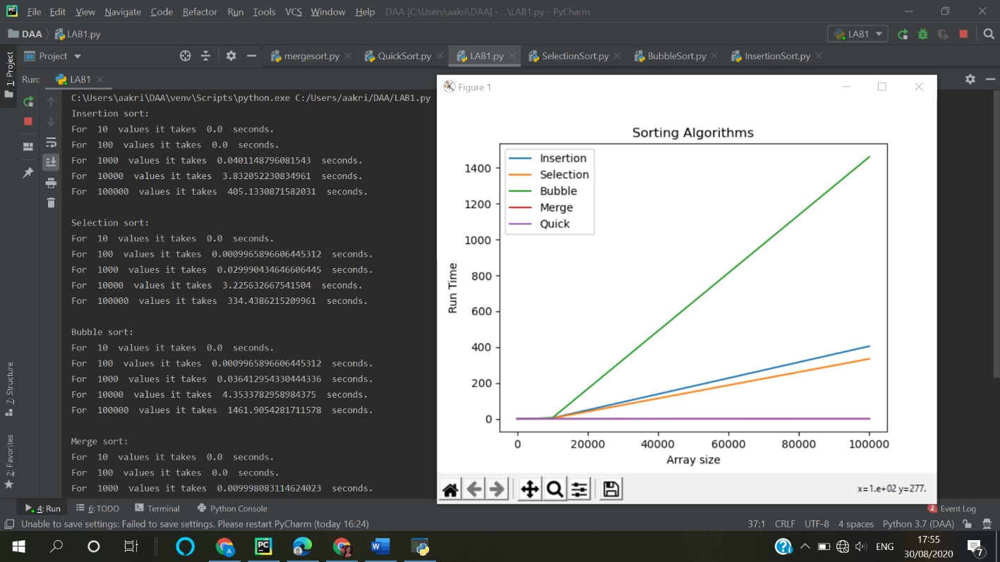 File Edit View Navigate Code Refactor Run Tools VCS Window Help DAA [C:\Users\aakri\DAA] - ...\LAB1.py - PyCharm
DAA LAB1.py LAB1
1: Project
Project mergesort.py QuickSort.py LAB1.py SelectionSort.py BubbleSort.py InsertionSort.py
Run: LAB1
C:\Users\aakri\DAA\venv\Scripts\python.exe C:/Users/aakri/DAA/LAB1.py
Insertion sort:
For 10 values it takes 0.0 seconds.
For 100 values it takes 0.0 seconds.
For 1000 values it takes 0.0401148796081543 seconds.
For 10000 values it takes 3.832052230834961 seconds.
For 100000 values it takes 405.1330871582031 seconds.
Selection sort:
For 10 values it takes 0.0 seconds.
For 100 values it takes 0.0009965896606445312 seconds.
For 1000 values it takes 0.029990434646606445 seconds.
For 10000 values it takes 3.225632667541504 seconds.
For 100000 values it takes 334.4386215209961 seconds.
Bubble sort:
For 10 values it takes 0.0 seconds.
For 100 values it takes 0.0009965896606445312 seconds.
For 1000 values it takes 0.036412954330444336 seconds.
For 10000 values it takes 4.3533782958984375 seconds.
For 100000 values it takes 1461.9054281711578 seconds.
Merge sort:
For 10 values it takes 0.0 seconds.
For 100 values it takes 0.0 seconds.
For 1000 values it takes 0.009998083114624023 seconds.
Figure 1
Sorting Algorithms
Insertion
Selection
Bubble
Merge
Quick
Run Time
1400
1200
1000
800
600
400
200
0
0 20000 40000 60000 80000 100000
Array size
x=1.e+02 y=277.
7: Structure
2: Favorites
4: Run 6: TODO Terminal Python Console 2 Event Log
Unable to save settings: Failed to save settings. Please restart PyCharm (today 16:24) 37:1 CRLF UTF-8 4 spaces Python 3.7 (DAA)
ENG
17:55
30/08/2020
7